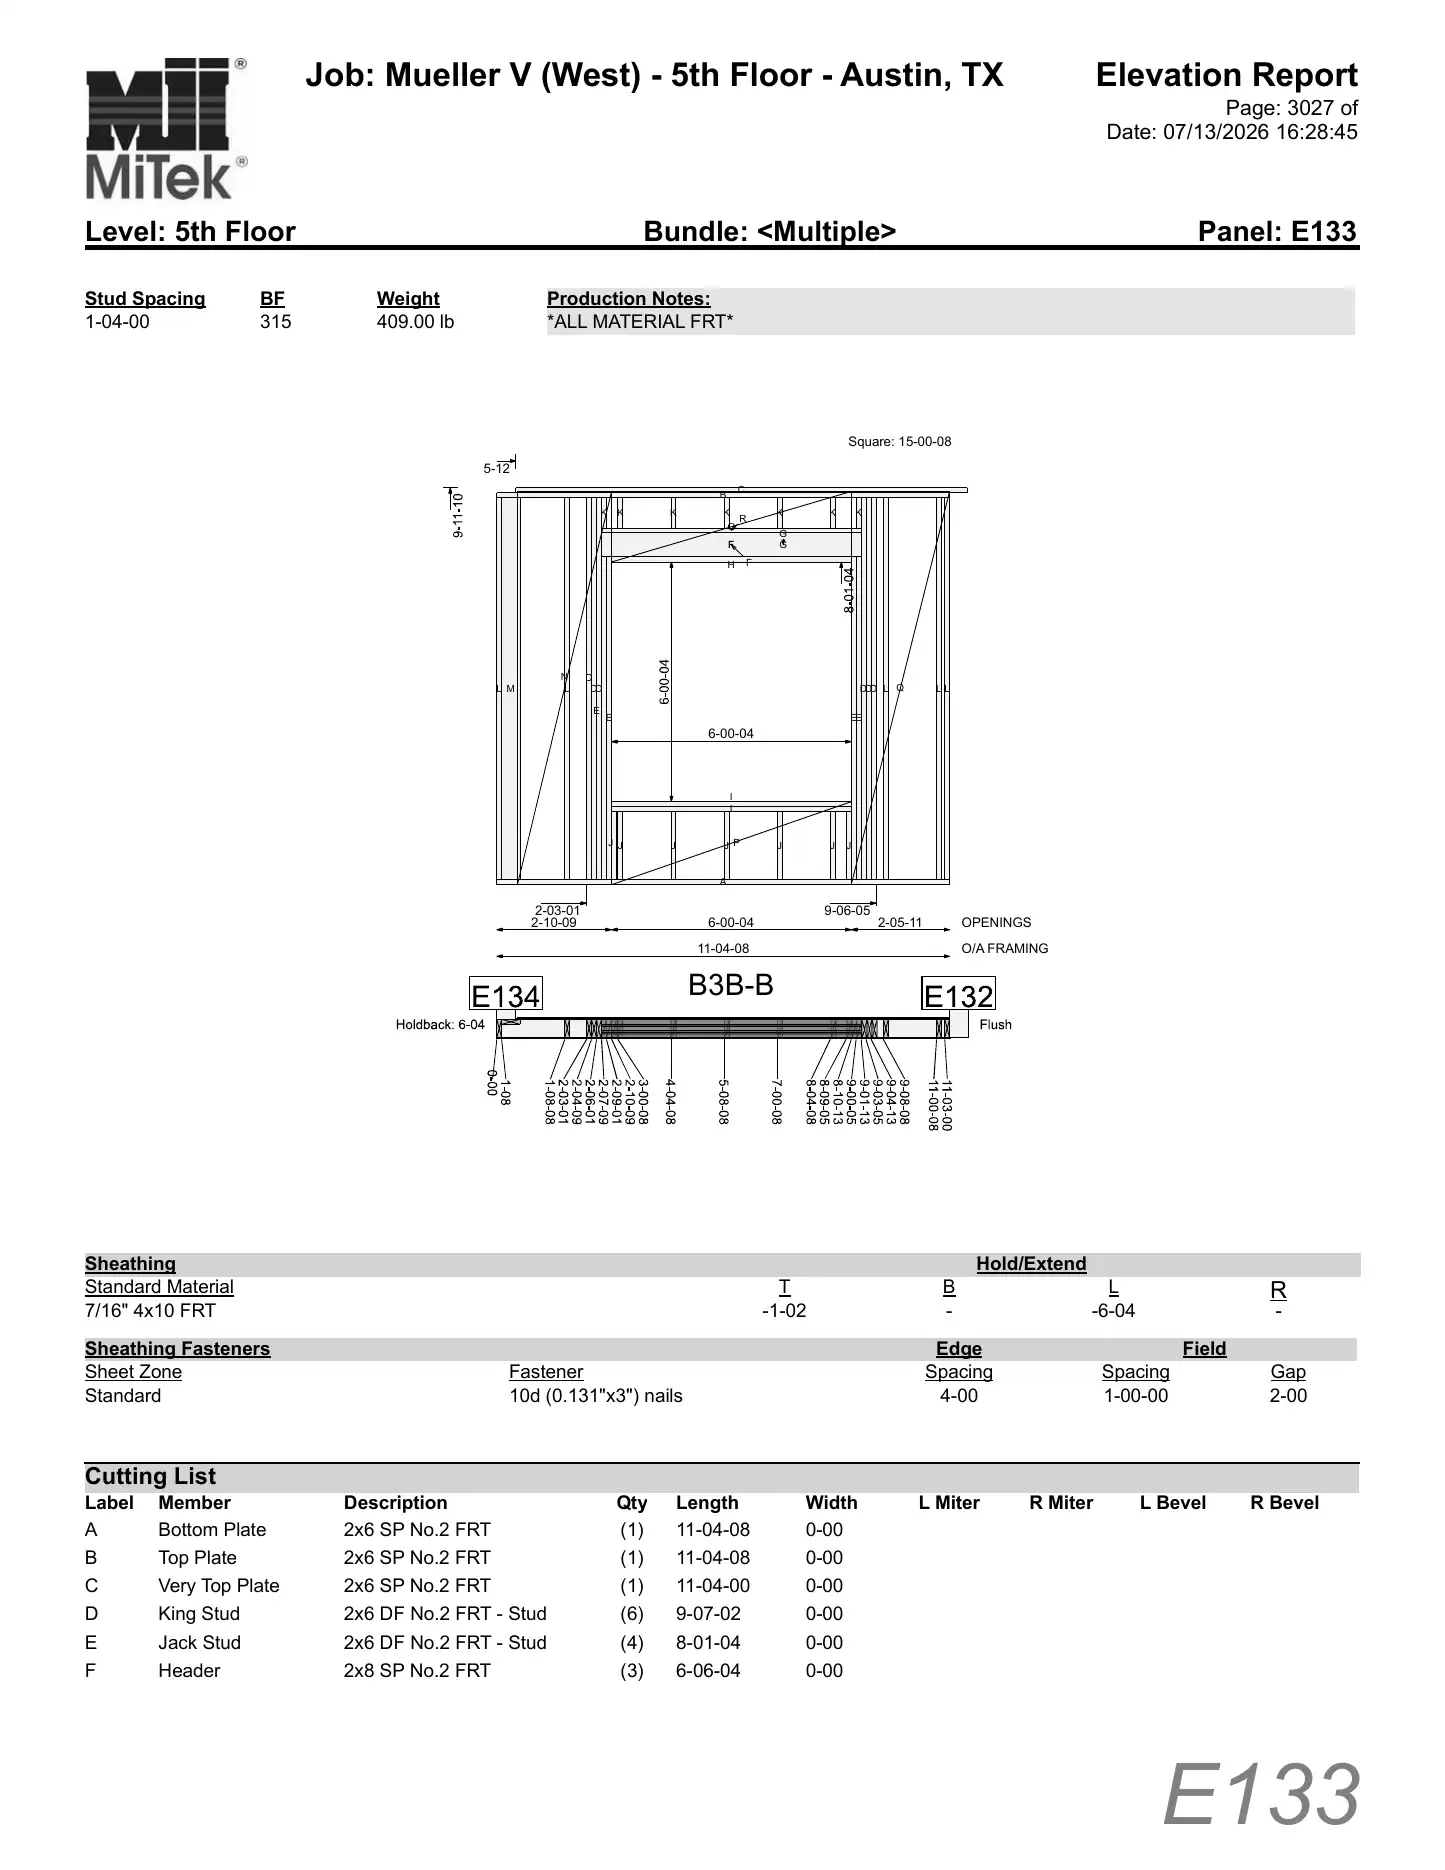 Job: Mueller V (West) - 5th Floor - Austin, TX
Elevation Report
Page: 3027 of
Date: 07/13/2026 16:28:45
MiTek®
Level: 5th Floor Bundle: <Multiple> Panel: E133
Stud Spacing BF Weight Production Notes:
1-04-00 315 409.00 lb *ALL MATERIAL FRT*
Square: 15-00-08
5-12
9-11-10
C
B
K K K K K K K
R
G
G
F
F
H
8-01-04
6-00-04
6-00-04
L M N L D D E E
E E D D D L Q L L
I
I
J J J J P J J J
A
2-03-01 9-06-05
2-10-09 6-00-04 2-05-11 OPENINGS
11-04-08 O/A FRAMING
E134 B3B-B E132
Holdback: 6-04 Flush
0-00
1-08
1-08-08
2-03-01
2-04-09
2-06-01
2-07-09
2-09-01
2-10-09
3-00-08
4-04-08
5-08-08
7-00-08
8-04-08
8-09-05
8-10-13
9-00-05
9-01-13
9-03-05
9-04-13
9-08-08
11-00-08
11-03-00
Sheathing Hold/Extend
Standard Material T B L R
7/16" 4x10 FRT -1-02 - -6-04 -
Sheathing Fasteners Edge Field
Sheet Zone Fastener Spacing Spacing Gap
Standard 10d (0.131"x3") nails 4-00 1-00-00 2-00
Cutting List
Label Member Description Qty Length Width L Miter R Miter L Bevel R Bevel
A Bottom Plate 2x6 SP No.2 FRT (1) 11-04-08 0-00
B Top Plate 2x6 SP No.2 FRT (1) 11-04-08 0-00
C Very Top Plate 2x6 SP No.2 FRT (1) 11-04-00 0-00
D King Stud 2x6 DF No.2 FRT - Stud (6) 9-07-02 0-00
E Jack Stud 2x6 DF No.2 FRT - Stud (4) 8-01-04 0-00
F Header 2x8 SP No.2 FRT (3) 6-06-04 0-00
E133